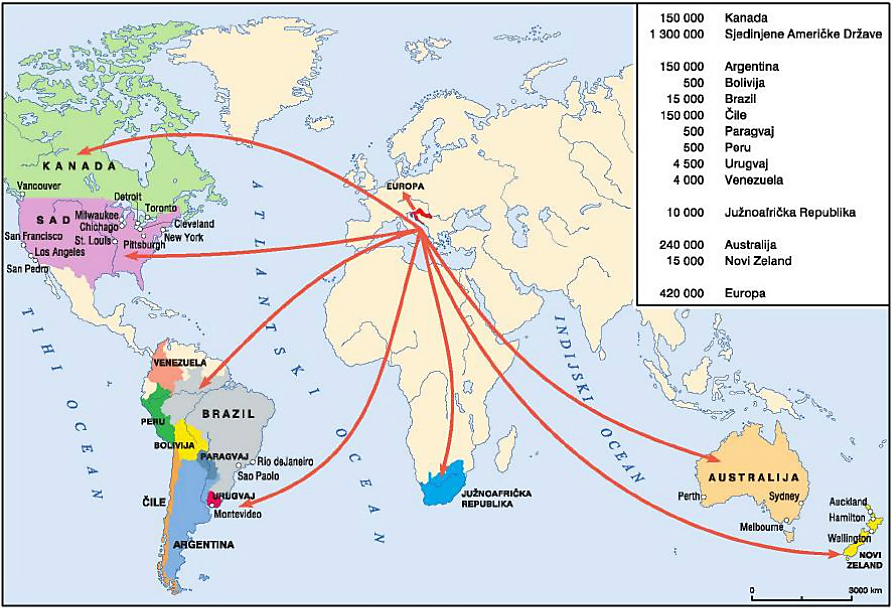 150 000 Kanada
1 300 000 Sjedinjene Američke Države
150 000 Argentina
500 Bolivija
15 000 Brazil
150 000 Čile
500 Paragvaj
500 Peru
4 500 Urugvaj
4 000 Venezuela
10 000 Južnoafrička Republika
240 000 Australija
15 000 Novi Zeland
420 000 Europa
KANADA
Vancouver
SAD
Detroit
Toronto
Milwaukee
Chichago
Cleveland
New York
St. Louis
Pittsburgh
San Francisco
Los Angeles
San Pedro
EUROPA
ATLANTSKI OCEAN
TIHI OCEAN
INDIJSKI OCEAN
VENEZUELA
PERU
BRAZIL
BOLIVIJA
PARAGVAJ
Rio deJaneiro
Sao Paolo
ČILE
URUGVAJ
Montevideo
ARGENTINA
JUŽNOAFRIČKA
REPUBLIKA
AUSTRALIJA
Perth
Sydney
Melbourne
Auckland
Hamilton
Wellington
NOVI
ZELAND
0 3000 km